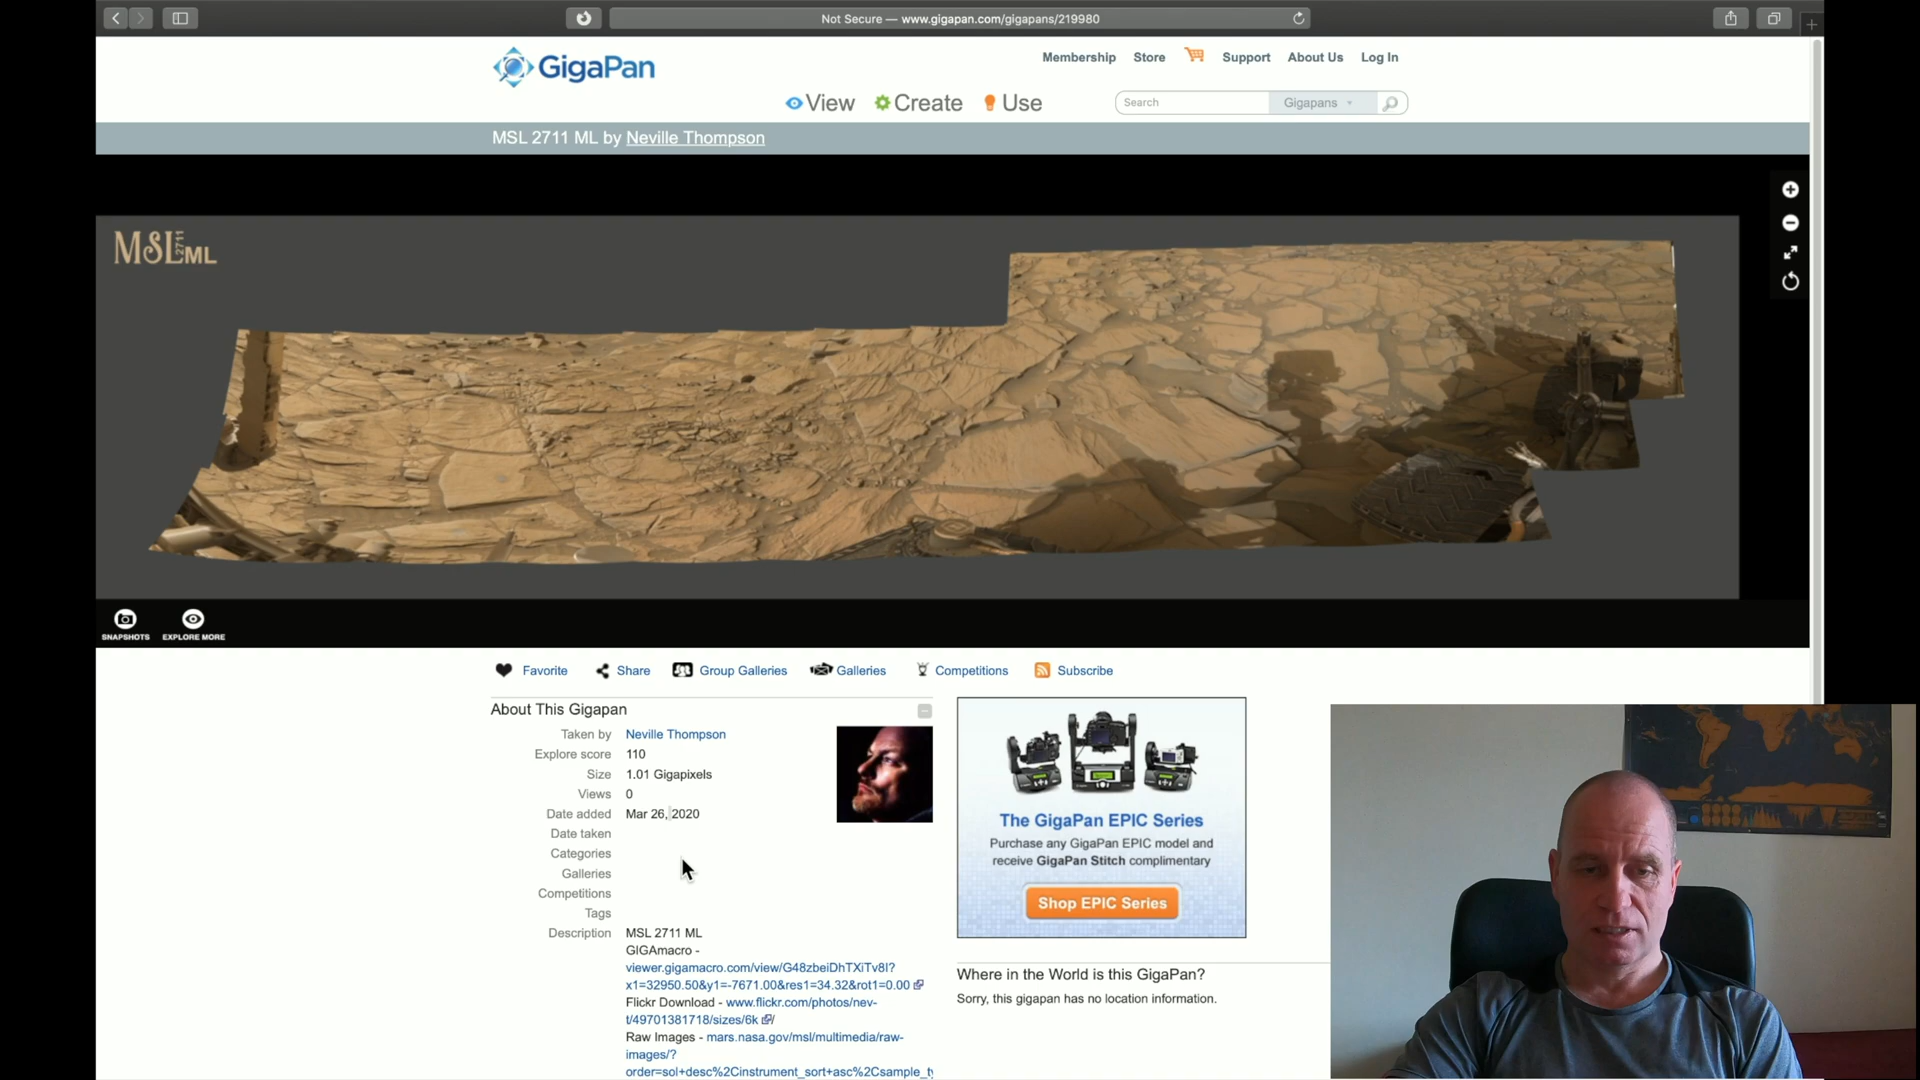 Not Secure — www.gigapan.com/gigapans/219980
GigaPan
Membership Store Support About Us Log In
View Create Use
Search Gigapans
MSL 2711 ML by Neville Thompson
MSL 2711 ML
SNAPSHOTS EXPLORE MORE
Favorite Share Group Galleries Galleries Competitions Subscribe
About This Gigapan
Taken by Neville Thompson
Explore score 110
Size 1.01 Gigapixels
Views 0
Date added Mar 26, 2020
Date taken
Categories
Galleries
Competitions
Tags
Description MSL 2711 ML
GIGAmacro -
viewer.gigamacro.com/view/G48zbeiDhTXiTv8I?
x1=32950.50&y1=-7671.00&res1=34.32&rot1=0.00
Flickr Download - www.flickr.com/photos/nev-
t/49701381718/sizes/6k /
Raw Images - mars.nasa.gov/msl/multimedia/raw-
images/?
order=sol+desc%2Cinstrument_sort+asc%2Csample_ty
The GigaPan EPIC Series
Purchase any GigaPan EPIC model and
receive GigaPan Stitch complimentary
Shop EPIC Series
Where in the World is this GigaPan?
Sorry, this gigapan has no location information.